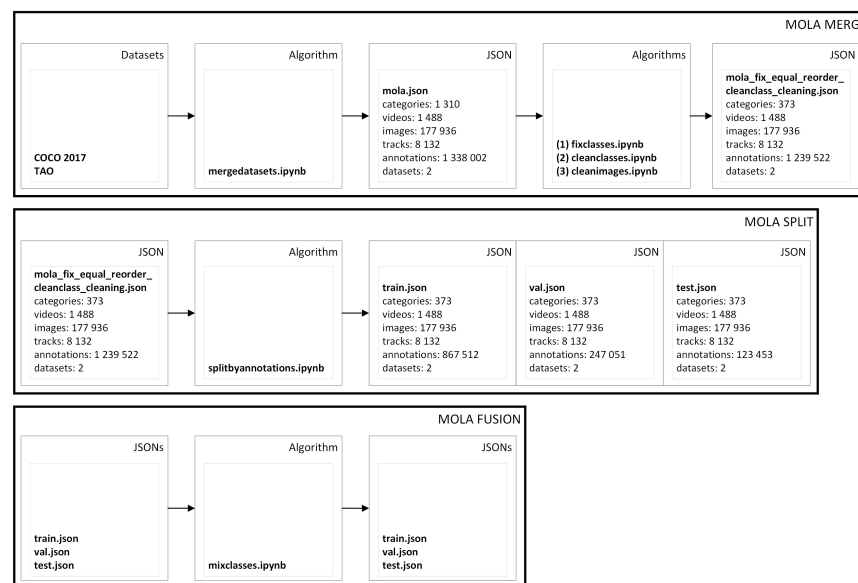 MOLA MERG
Datasets
COCO 2017
TAO
Algorithm
mergedatasets.ipynb
JSON
mola.json
categories: 1 310
videos: 1 488
images: 177 936
tracks: 8 132
annotations: 1 338 002
datasets: 2
Algorithms
(1) fixclasses.ipynb
(2) cleanclasses.ipynb
(3) cleanimages.ipynb
JSON
mola_fix_equal_reorder_
cleanclass_cleaning.json
categories: 373
videos: 1 488
images: 177 936
tracks: 8 132
annotations: 1 239 522
datasets: 2
MOLA SPLIT
JSON
mola_fix_equal_reorder_
cleanclass_cleaning.json
categories: 373
videos: 1 488
images: 177 936
tracks: 8 132
annotations: 1 239 522
datasets: 2
Algorithm
splitbyannotations.ipynb
JSON
train.json
categories: 373
videos: 1 488
images: 177 936
tracks: 8 132
annotations: 867 512
datasets: 2
JSON
val.json
categories: 373
videos: 1 488
images: 177 936
tracks: 8 132
annotations: 247 051
datasets: 2
JSON
test.json
categories: 373
videos: 1 488
images: 177 936
tracks: 8 132
annotations: 123 453
datasets: 2
MOLA FUSION
JSONs
train.json
val.json
test.json
Algorithm
mixclasses.ipynb
JSONs
train.json
val.json
test.json